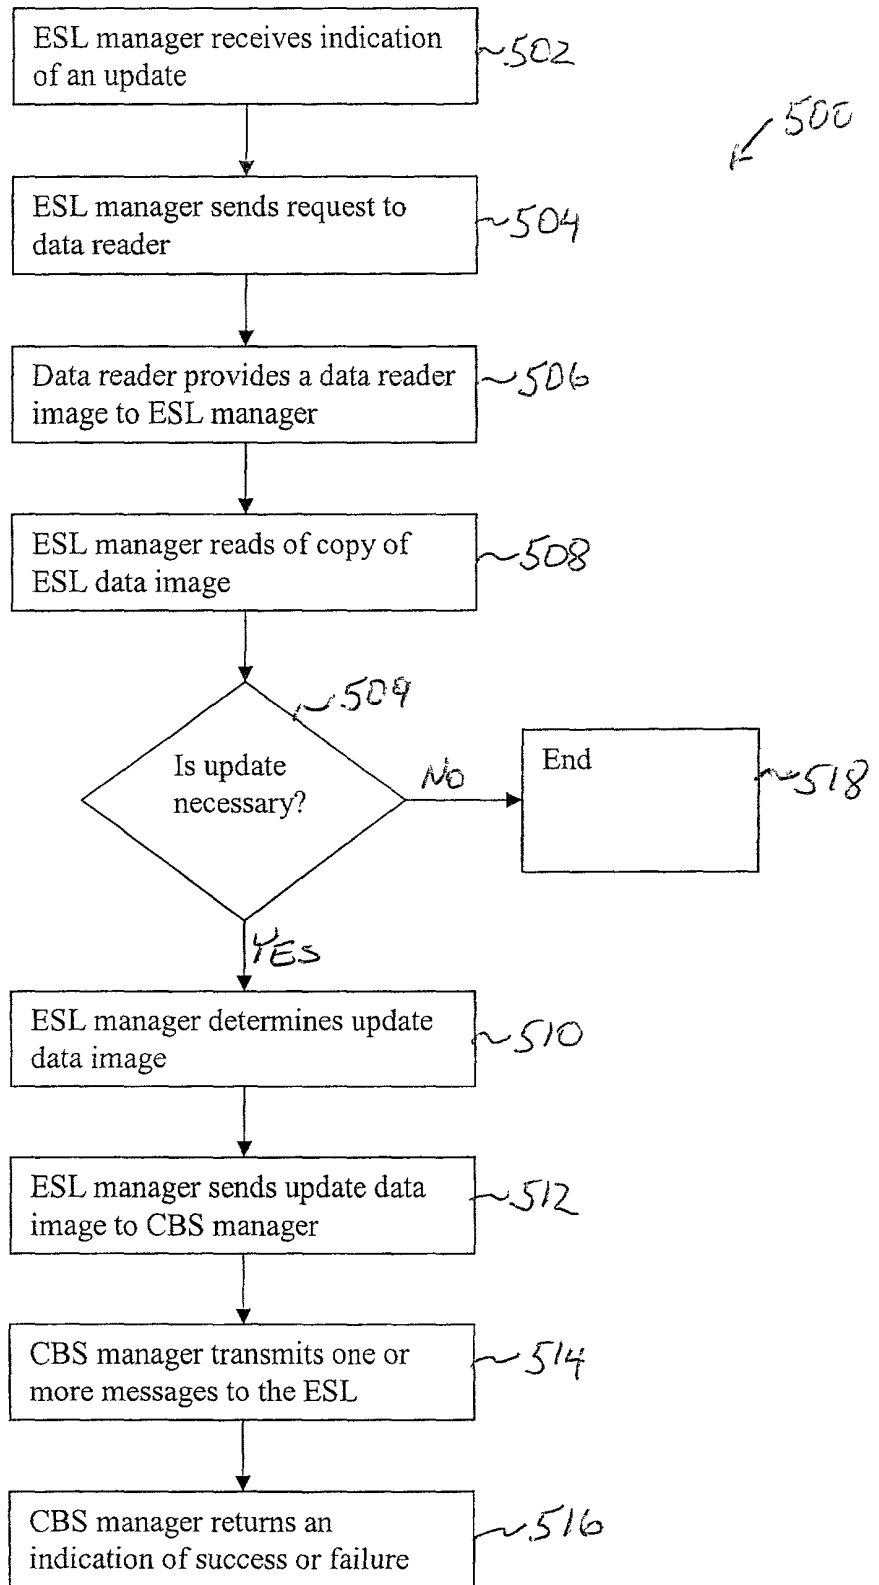 ESL manager receives indication
of an update
502
500
ESL manager sends request to
data reader
504
Data reader provides a data reader
image to ESL manager
506
ESL manager reads of copy of
ESL data image
508
509
Is update
necessary?
NO
End
518
YES
ESL manager determines update
data image
510
ESL manager sends update data
image to CBS manager
512
CBS manager transmits one or
more messages to the ESL
514
CBS manager returns an
indication of success or failure
516